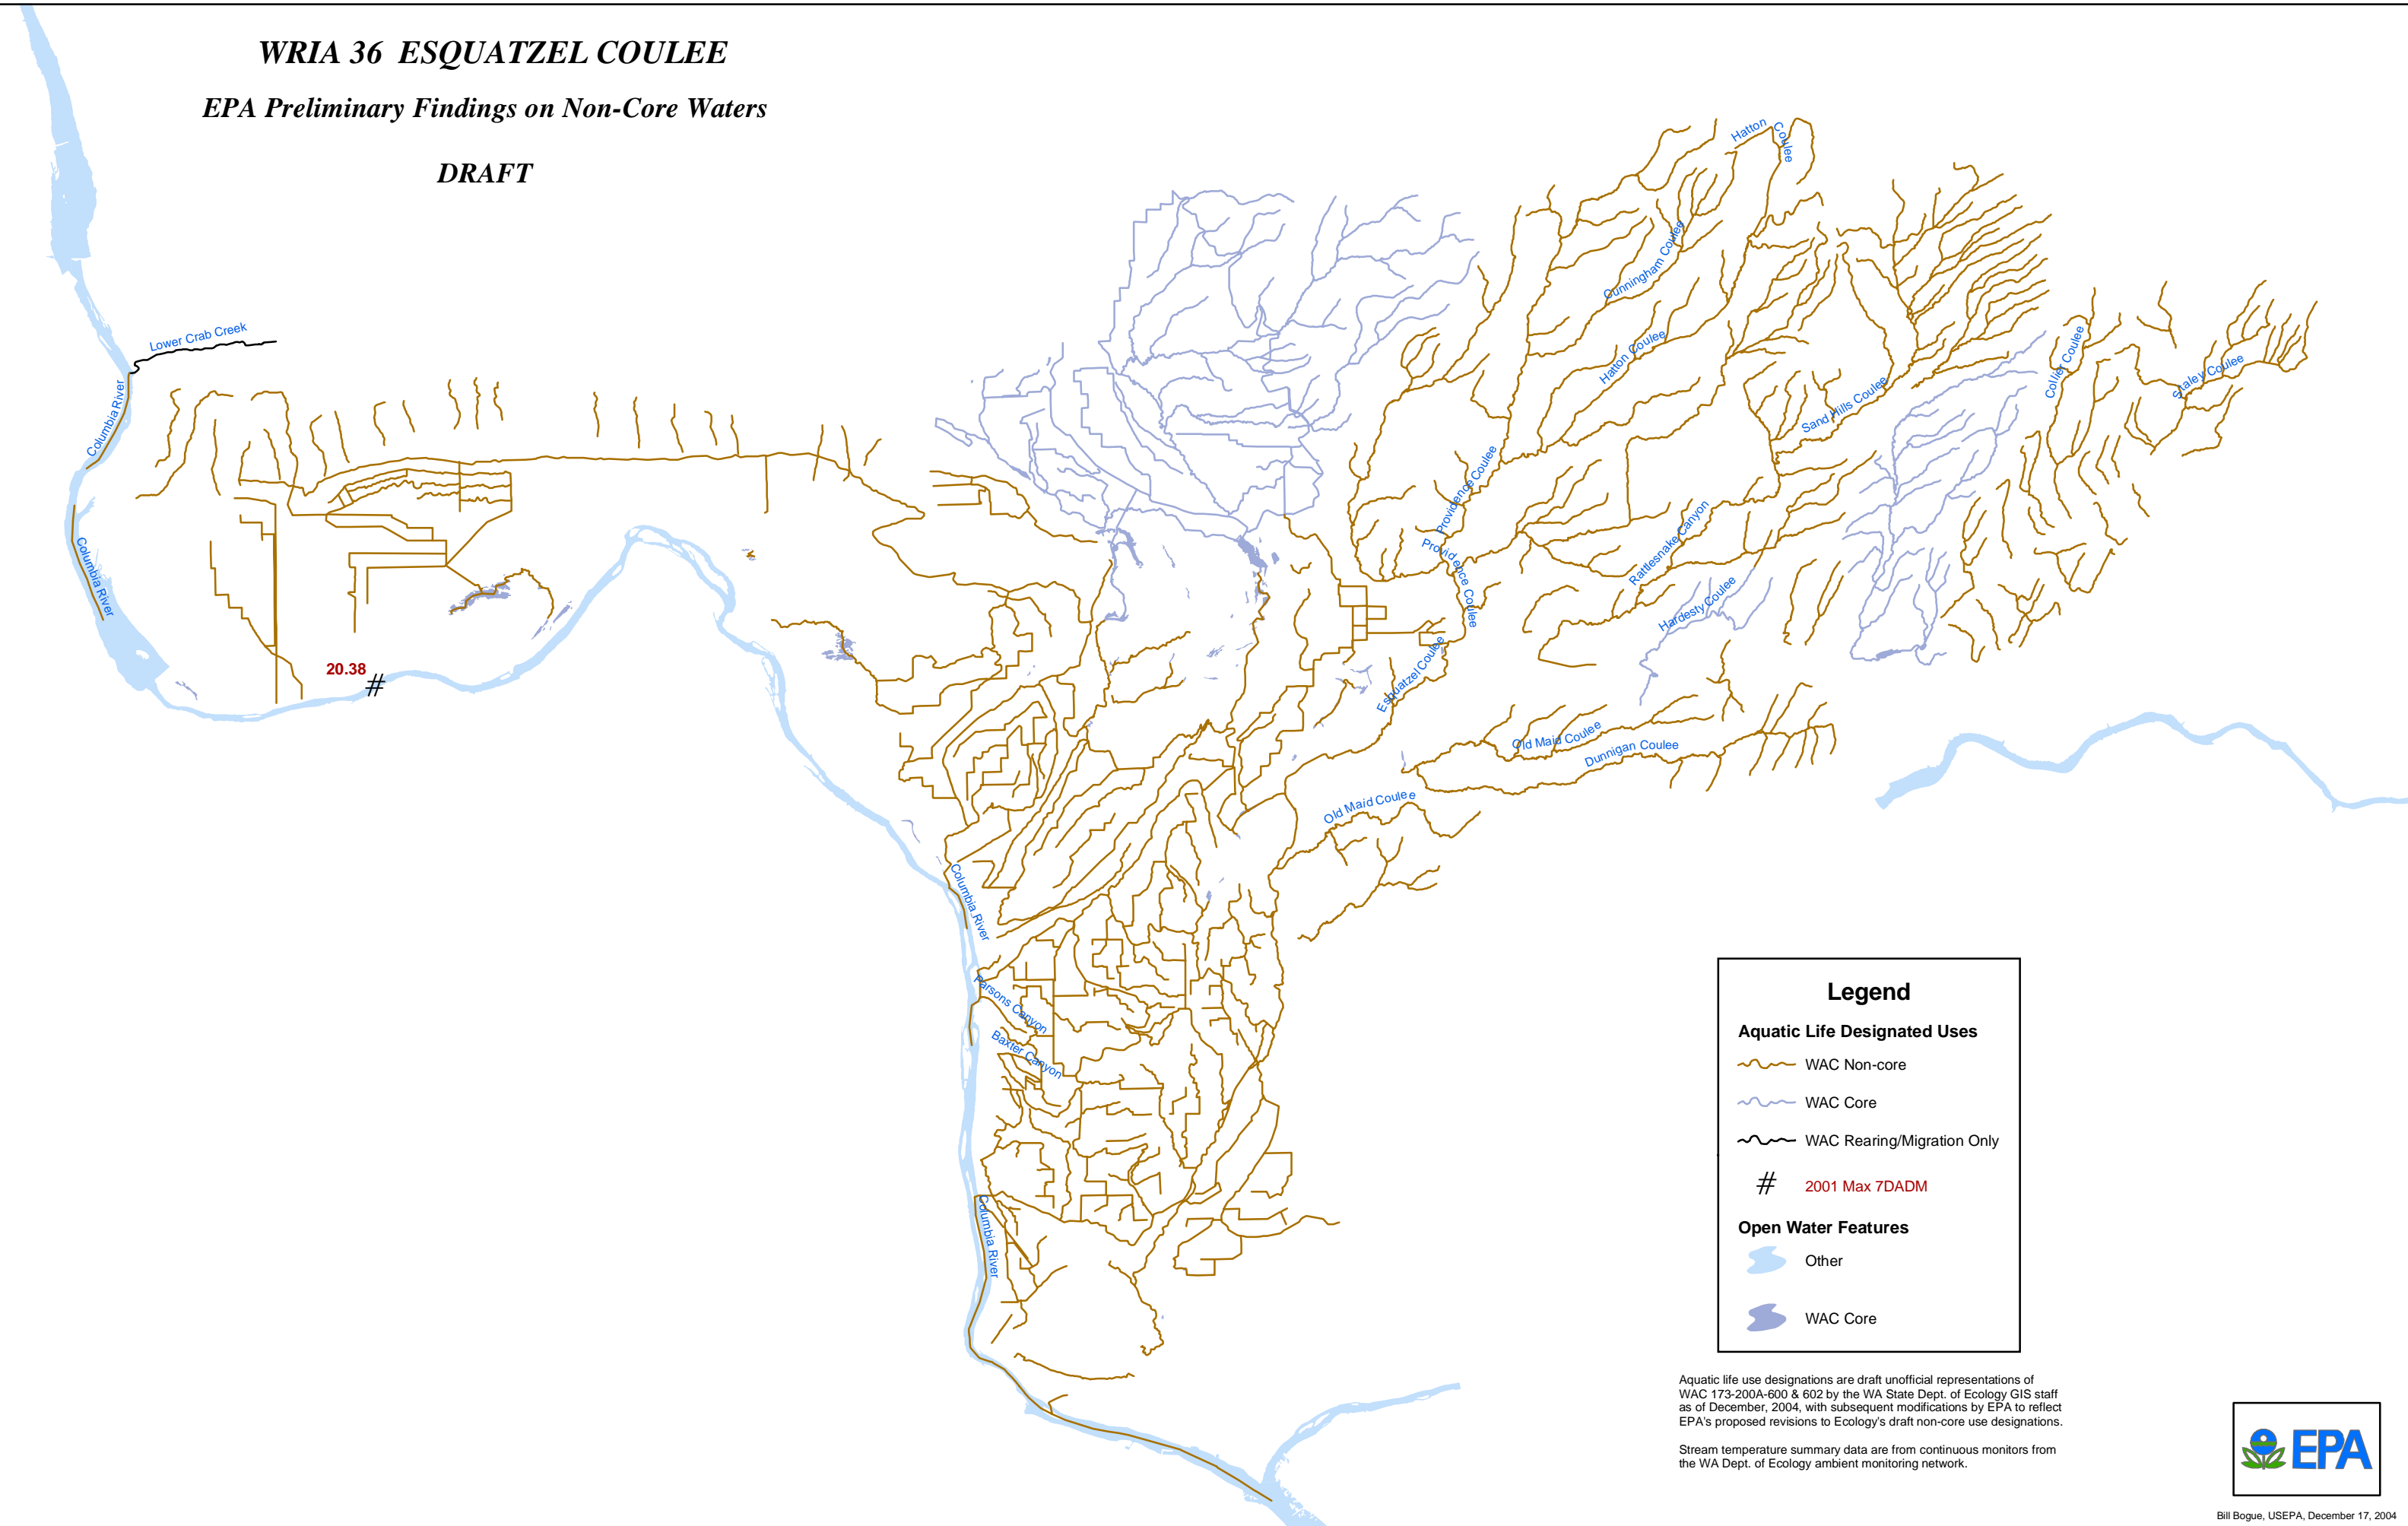 WRIA 36 ESQUATZEL COULEE
EPA Preliminary Findings on Non-Core Waters
DRAFT
Hatton
Coulee
Cunningham Coulee
Lower Crab Creek
Columbia River
Hatton Coulee
Collier Coulee
Staley Coulee
Sand Hills Coulee
Providence Coulee
Rattlesnake Canyon
Providence Coulee
Columbia River
Hardesty Coulee
Esquatzel Coulee
20.38
#
Old Maid Coulee
Dunnigan Coulee
Old Maid Coulee
Columbia River
Parsons Canyon
Baxter Canyon
Columbia River
Legend
Aquatic Life Designated Uses
WAC Non-core
WAC Core
WAC Rearing/Migration Only
# 2001 Max 7DADM
Open Water Features
Other
WAC Core
Aquatic life use designations are draft unofficial representations of
WAC 173-200A-600 & 602 by the WA State Dept. of Ecology GIS staff
as of December, 2004, with subsequent modifications by EPA to reflect
EPA's proposed revisions to Ecology's draft non-core use designations.
Stream temperature summary data are from continuous monitors from
the WA Dept. of Ecology ambient monitoring network.
EPA
Bill Bogue, USEPA, December 17, 2004